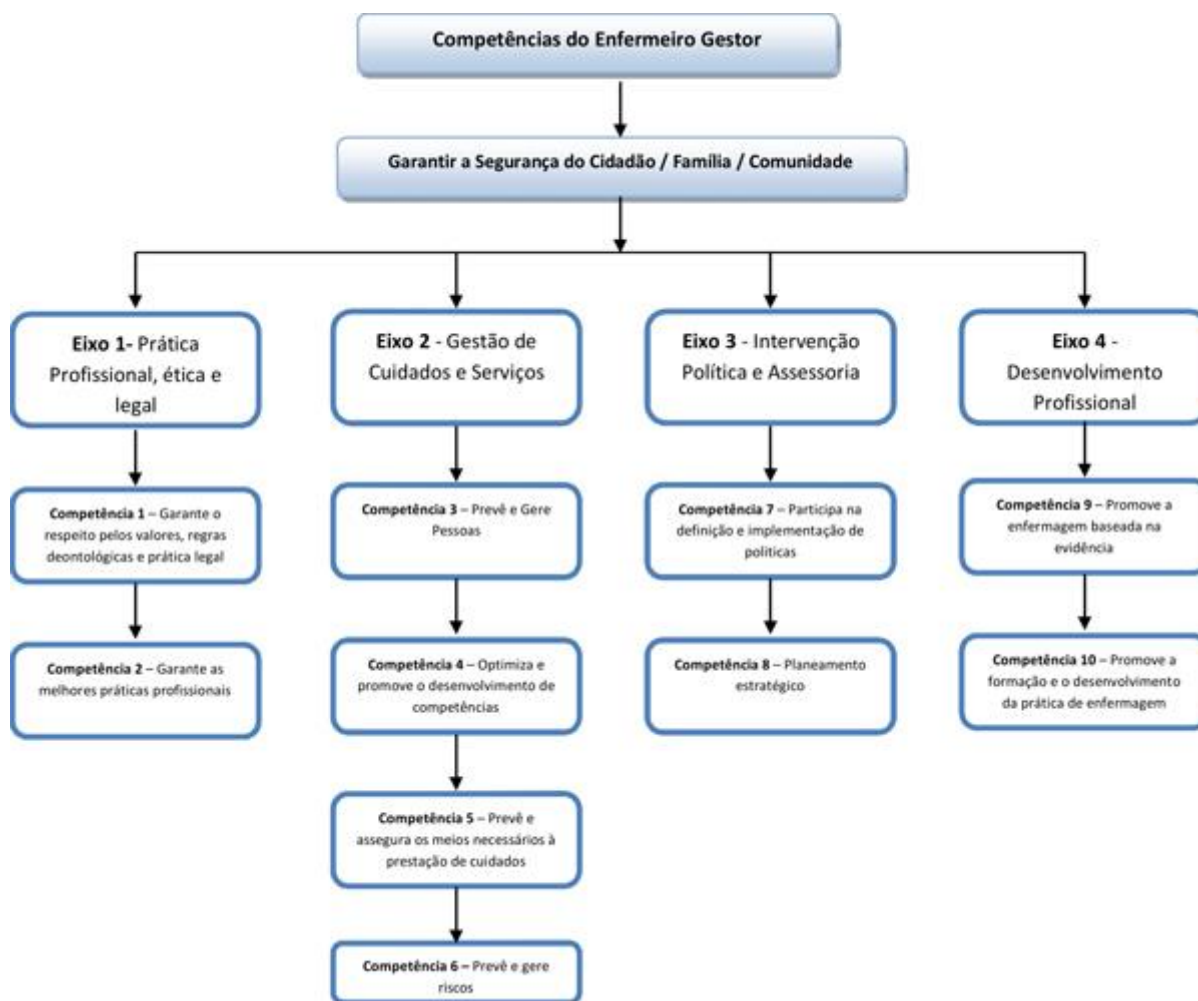 Competências do Enfermeiro Gestor
Garantir a Segurança do Cidadão / Família / Comunidade
Eixo 1- Prática
Profissional, ética e
legal
Competência 1 – Garante o
respeito pelos valores, regras
deontológicas e prática legal
Competência 2 – Garante as
melhores práticas profissionais
Eixo 2 - Gestão de
Cuidados e Serviços
Competência 3 – Prevê e Gere
Pessoas
Competência 4 – Optimiza e
promove o desenvolvimento de
competências
Competência 5 – Prevê e
assegura os meios necessários à
prestação de cuidados
Competência 6 – Prevê e gere
riscos
Eixo 3 - Intervenção
Política e Assessoria
Competência 7 – Participa na
definição e implementação de
politicas
Competência 8 – Planeamento
estratégico
Eixo 4 -
Desenvolvimento
Profissional
Competência 9 – Promove a
enfermagem baseada na
evidência
Competência 10 – Promove a
formação e o desenvolvimento
da prática de enfermagem